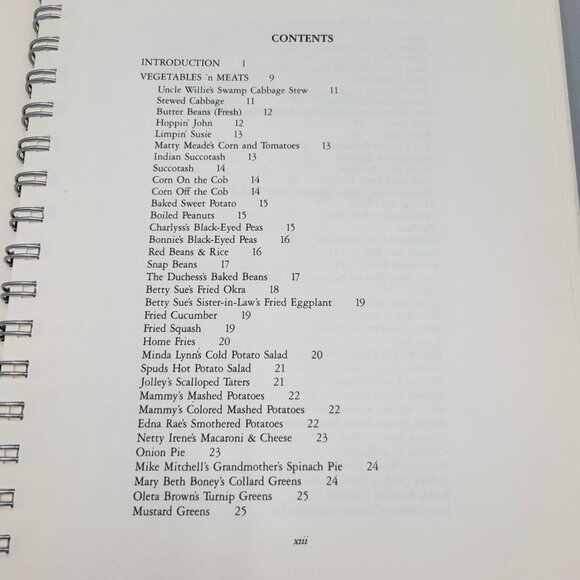 CONTENTS
INTRODUCTION 1
VEGETABLES 'n MEATS 9
Uncle Willie's Swamp Cabbage Stew 11
Stewed Cabbage 11
Butter Beans (Fresh) 12
Hoppin' John 12
Limpin' Susie 13
Matty Meade's Corn and Tomatoes 13
Indian Succotash 13
Succotash 14
Corn On the Cob 14
Corn Off the Cob 14
Baked Sweet Potato 15
Boiled Peanuts 15
Charlyss's Black-Eyed Peas 15
Bonnie's Black-Eyed Peas 16
Red Beans & Rice 16
Snap Beans 17
The Duchess's Baked Beans 17
Betty Sue's Fried Okra 18
Betty Sue's Sister-in-Law's Fried Eggplant 19
Fried Cucumber 19
Fried Squash 19
Home Fries 20
Minda Lynn's Cold Potato Salad 20
Spuds Hot Potato Salad 21
Jolley's Scalloped Taters 21
Mammy's Mashed Potatoes 22
Mammy's Colored Mashed Potatoes 22
Edna Rae's Smothered Potatoes 22
Netty Irene's Macaroni & Cheese 23
Onion Pie 23
Mike Mitchell's Grandmother's Spinach Pie 24
Mary Beth Boney's Collard Greens 24
Oleta Brown's Turnip Greens 25
Mustard Greens 25
xiii